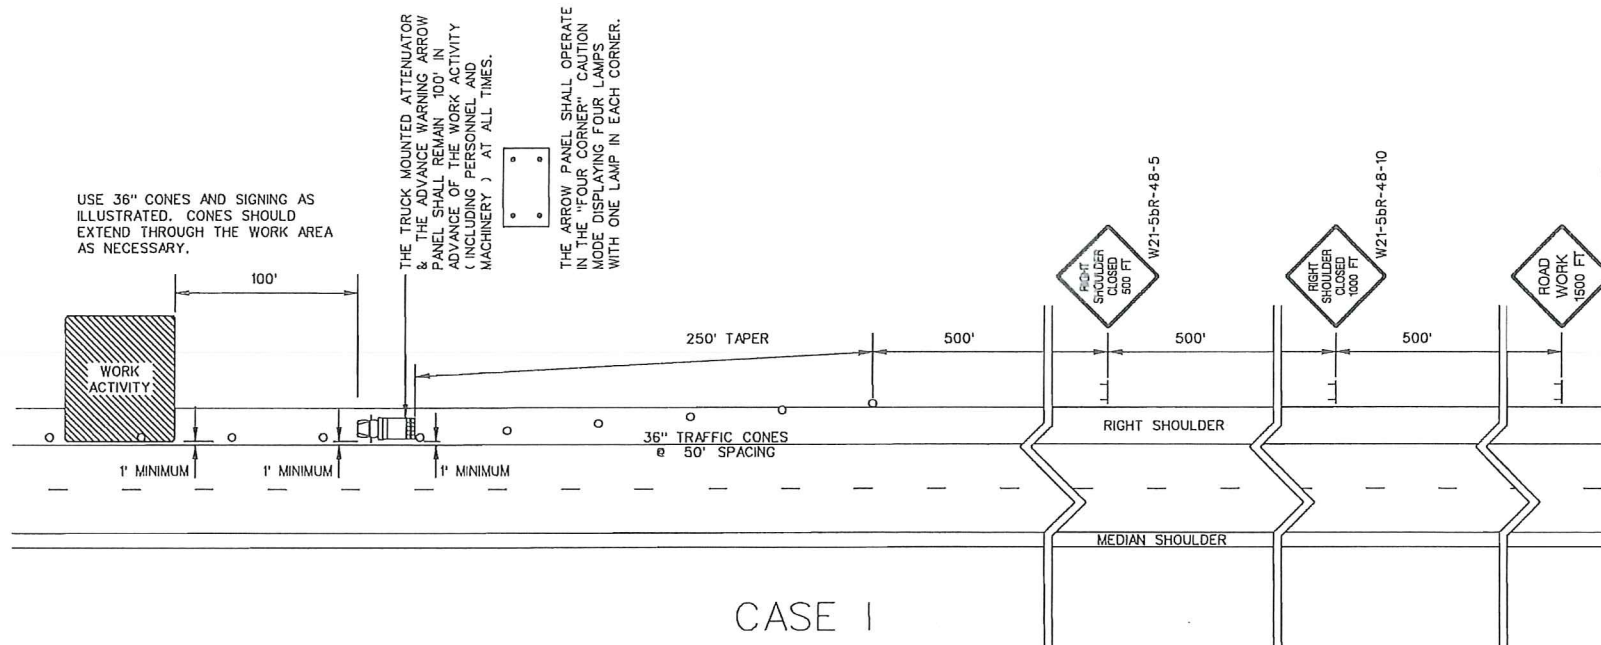 USE 36" CONES AND SIGNING AS
ILLUSTRATED. CONES SHOULD
EXTEND THROUGH THE WORK AREA
AS NECESSARY.
THE TRUCK MOUNTED ATTENUATOR
& THE ADVANCE WARNING ARROW
PANEL SHALL REMAIN 100' IN
ADVANCE OF THE WORK ACTIVITY
( INCLUDING PERSONNEL AND
MACHINERY ) AT ALL TIMES.
THE ARROW PANEL SHALL OPERATE
IN THE "FOUR CORNER" CAUTION
MODE DISPLAYING FOUR LAMPS
WITH ONE LAMP IN EACH CORNER.
W21-5bR-48-5
W21-5bR-48-10
RIGHT
SHOULDER
CLOSED
500 FT
RIGHT
SHOULDER
CLOSED
1000 FT
ROAD
WORK
1500 FT
100'
250' TAPER
500'
500'
500'
WORK
ACTIVITY
RIGHT SHOULDER
36" TRAFFIC CONES
@ 50' SPACING
1' MINIMUM
1' MINIMUM
1' MINIMUM
MEDIAN SHOULDER
CASE I